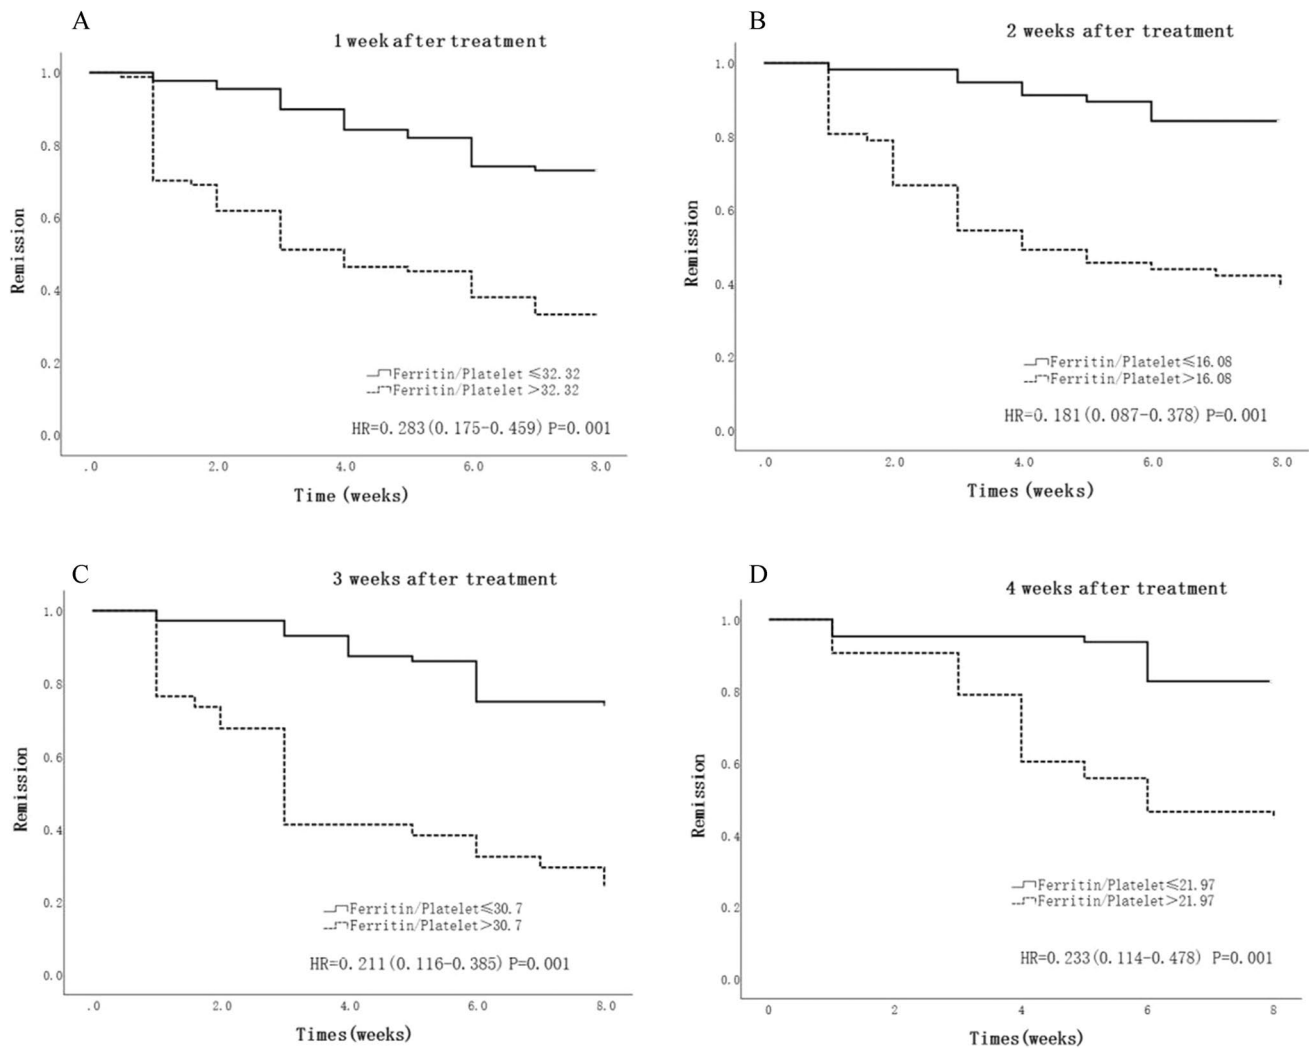 A
1 week after treatment
1.0
0.8
0.6
0.4
0.2
0.0
Remission
Ferritin/Platelet ≤32.32
Ferritin/Platelet >32.32
HR=0.283(0.175-0.459) P=0.001
.0 2.0 4.0 6.0 8.0
Time (weeks)
B
2 weeks after treatment
1.0
0.8
0.6
0.4
0.2
0.0
Remission
Ferritin/Platelet≤16.08
Ferritin/Platelet>16.08
HR=0.181(0.087-0.378) P=0.001
.0 2.0 4.0 6.0 8.0
Times (weeks)
C
3 weeks after treatment
1.0
0.8
0.6
0.4
0.2
0.0
Remission
Ferritin/Platelet≤30.7
Ferritin/Platelet>30.7
HR=0.211(0.116-0.385) P=0.001
.0 2.0 4.0 6.0 8.0
Times(weeks)
D
4 weeks after treatment
1.0
0.8
0.6
0.4
0.2
0.0
Remission
Ferritin/Platelet≤21.97
Ferritin/Platelet>21.97
HR=0.233(0.114-0.478) P=0.001
0 2 4 6 8
Times(weeks)